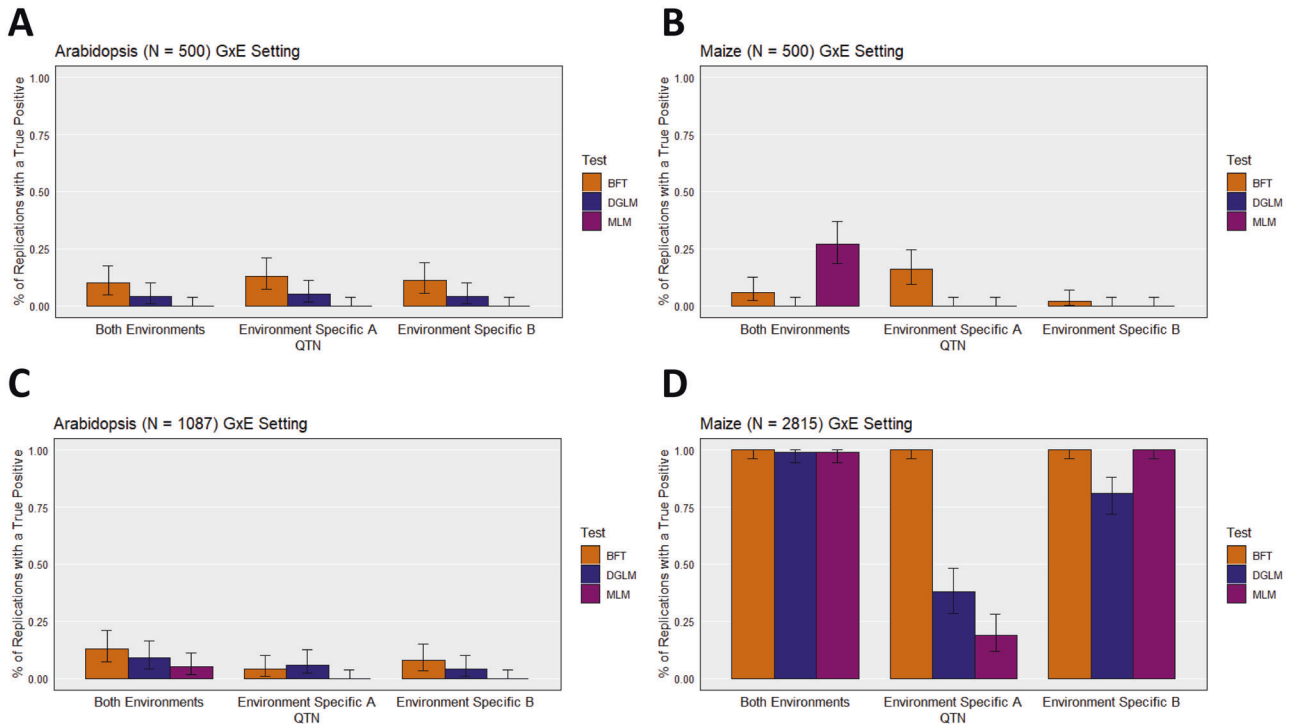 A
Arabidopsis (N = 500) GxE Setting
% of Replications with a True Positive
1.00
0.75
0.50
0.25
0.00
Both Environments
Environment Specific A
Environment Specific B
QTN
Test
BFT
DGLM
MLM
B
Maize (N = 500) GxE Setting
% of Replications with a True Positive
1.00
0.75
0.50
0.25
0.00
Both Environments
Environment Specific A
Environment Specific B
QTN
Test
BFT
DGLM
MLM
C
Arabidopsis (N = 1087) GxE Setting
% of Replications with a True Positive
1.00
0.75
0.50
0.25
0.00
Both Environments
Environment Specific A
Environment Specific B
QTN
Test
BFT
DGLM
MLM
D
Maize (N = 2815) GxE Setting
% of Replications with a True Positive
1.00
0.75
0.50
0.25
0.00
Both Environments
Environment Specific A
Environment Specific B
QTN
Test
BFT
DGLM
MLM